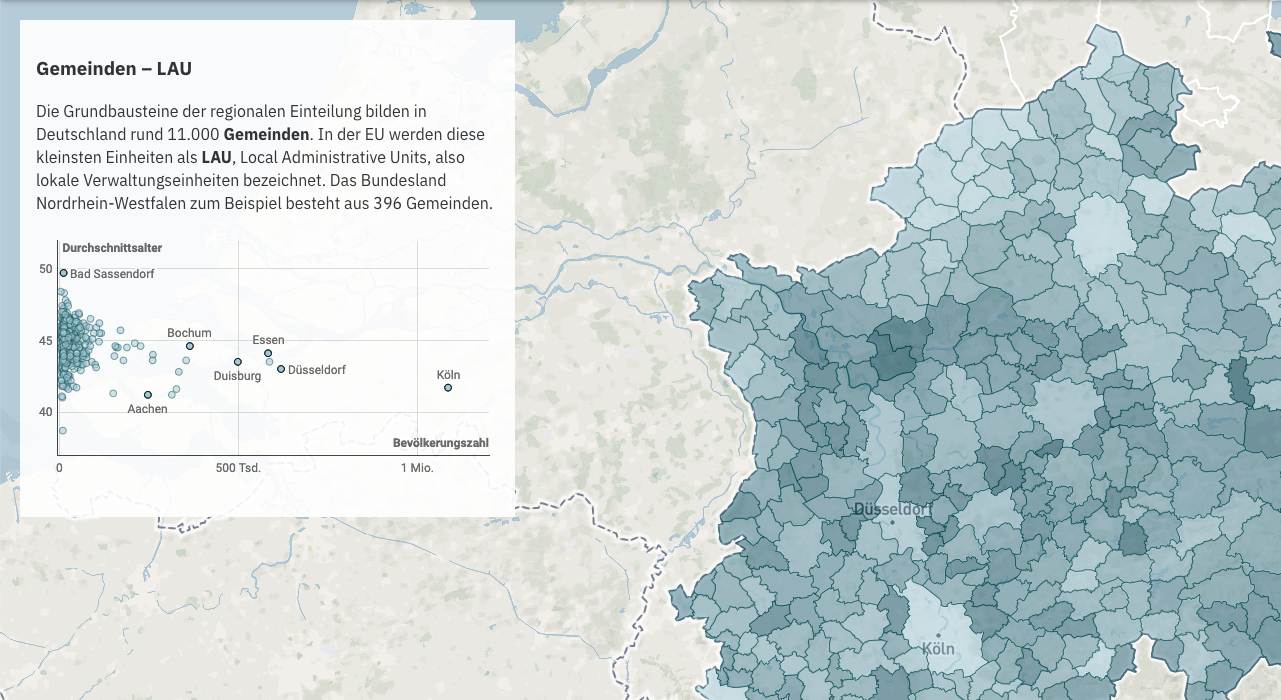 Gemeinden – LAU
Die Grundbausteine der regionalen Einteilung bilden in
Deutschland rund 11.000 Gemeinden. In der EU werden diese
kleinsten Einheiten als LAU, Local Administrative Units, also
lokale Verwaltungseinheiten bezeichnet. Das Bundesland
Nordrhein-Westfalen zum Beispiel besteht aus 396 Gemeinden.
Durchschnittsalter
50
Bad Sassendorf
Bochum
45
Essen
Duisburg
Düsseldorf
Köln
40
Aachen
Bevölkerungszahl
0
500 Tsd.
1 Mio.
Düsseldorf
Köln